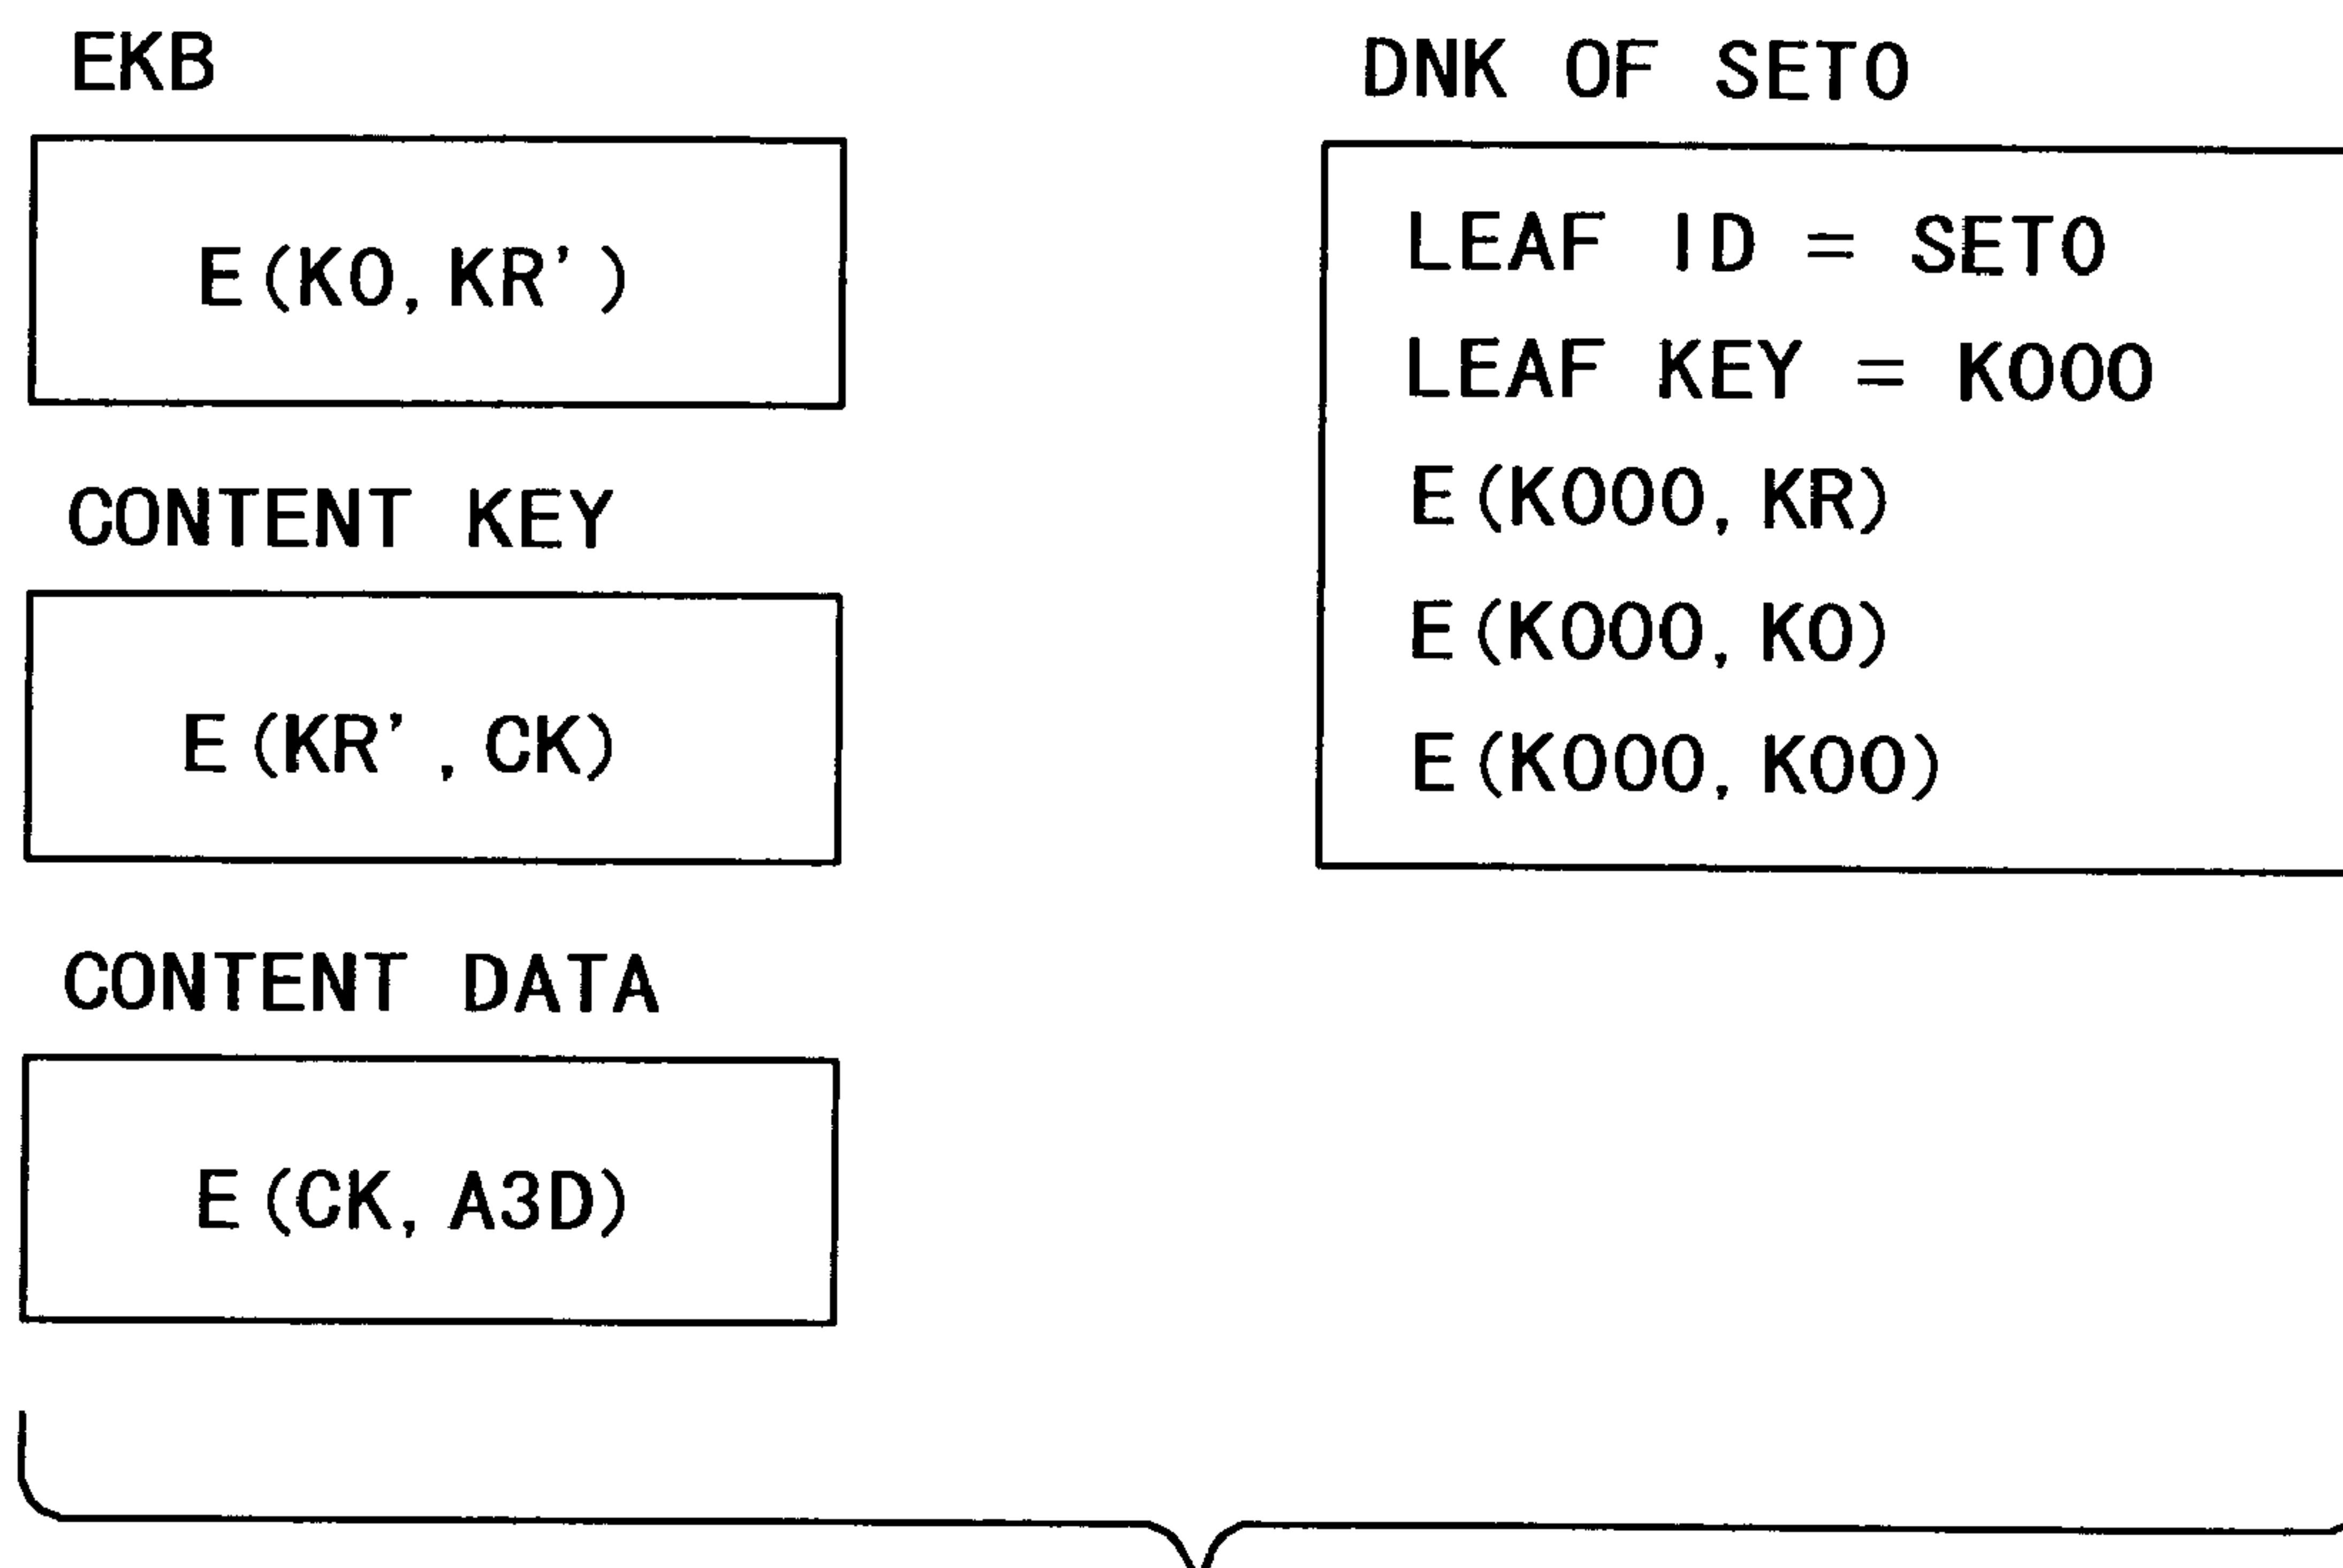 EKB
E(K0, KR')
CONTENT KEY
E(KR', CK)
CONTENT DATA
E(CK, A3D)
DNK OF SET0
LEAF ID = SET0
LEAF KEY = K000
E(K000, KR)
E(K000, K0)
E(K000, K00)